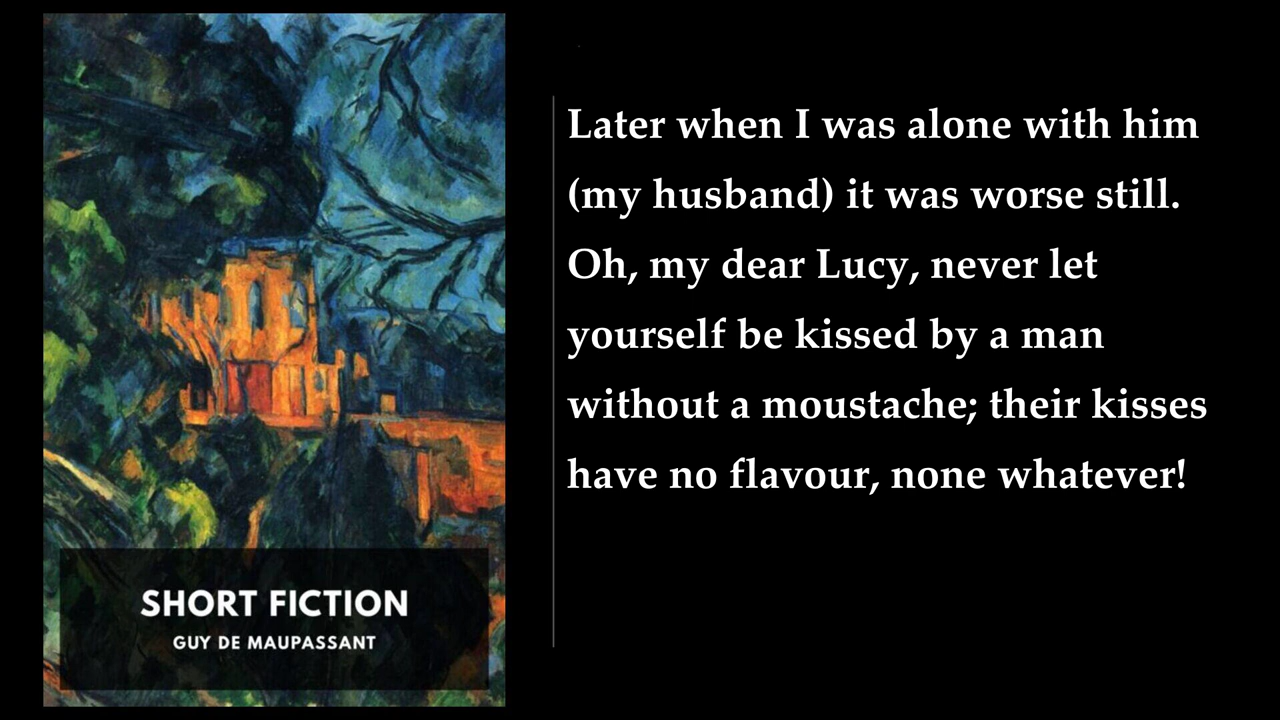 Later when I was alone with him
(my husband) it was worse still.
Oh, my dear Lucy, never let
yourself be kissed by a man
without a moustache; their kisses
have no flavour, none whatever!
SHORT FICTION
GUY DE MAUPASSANT